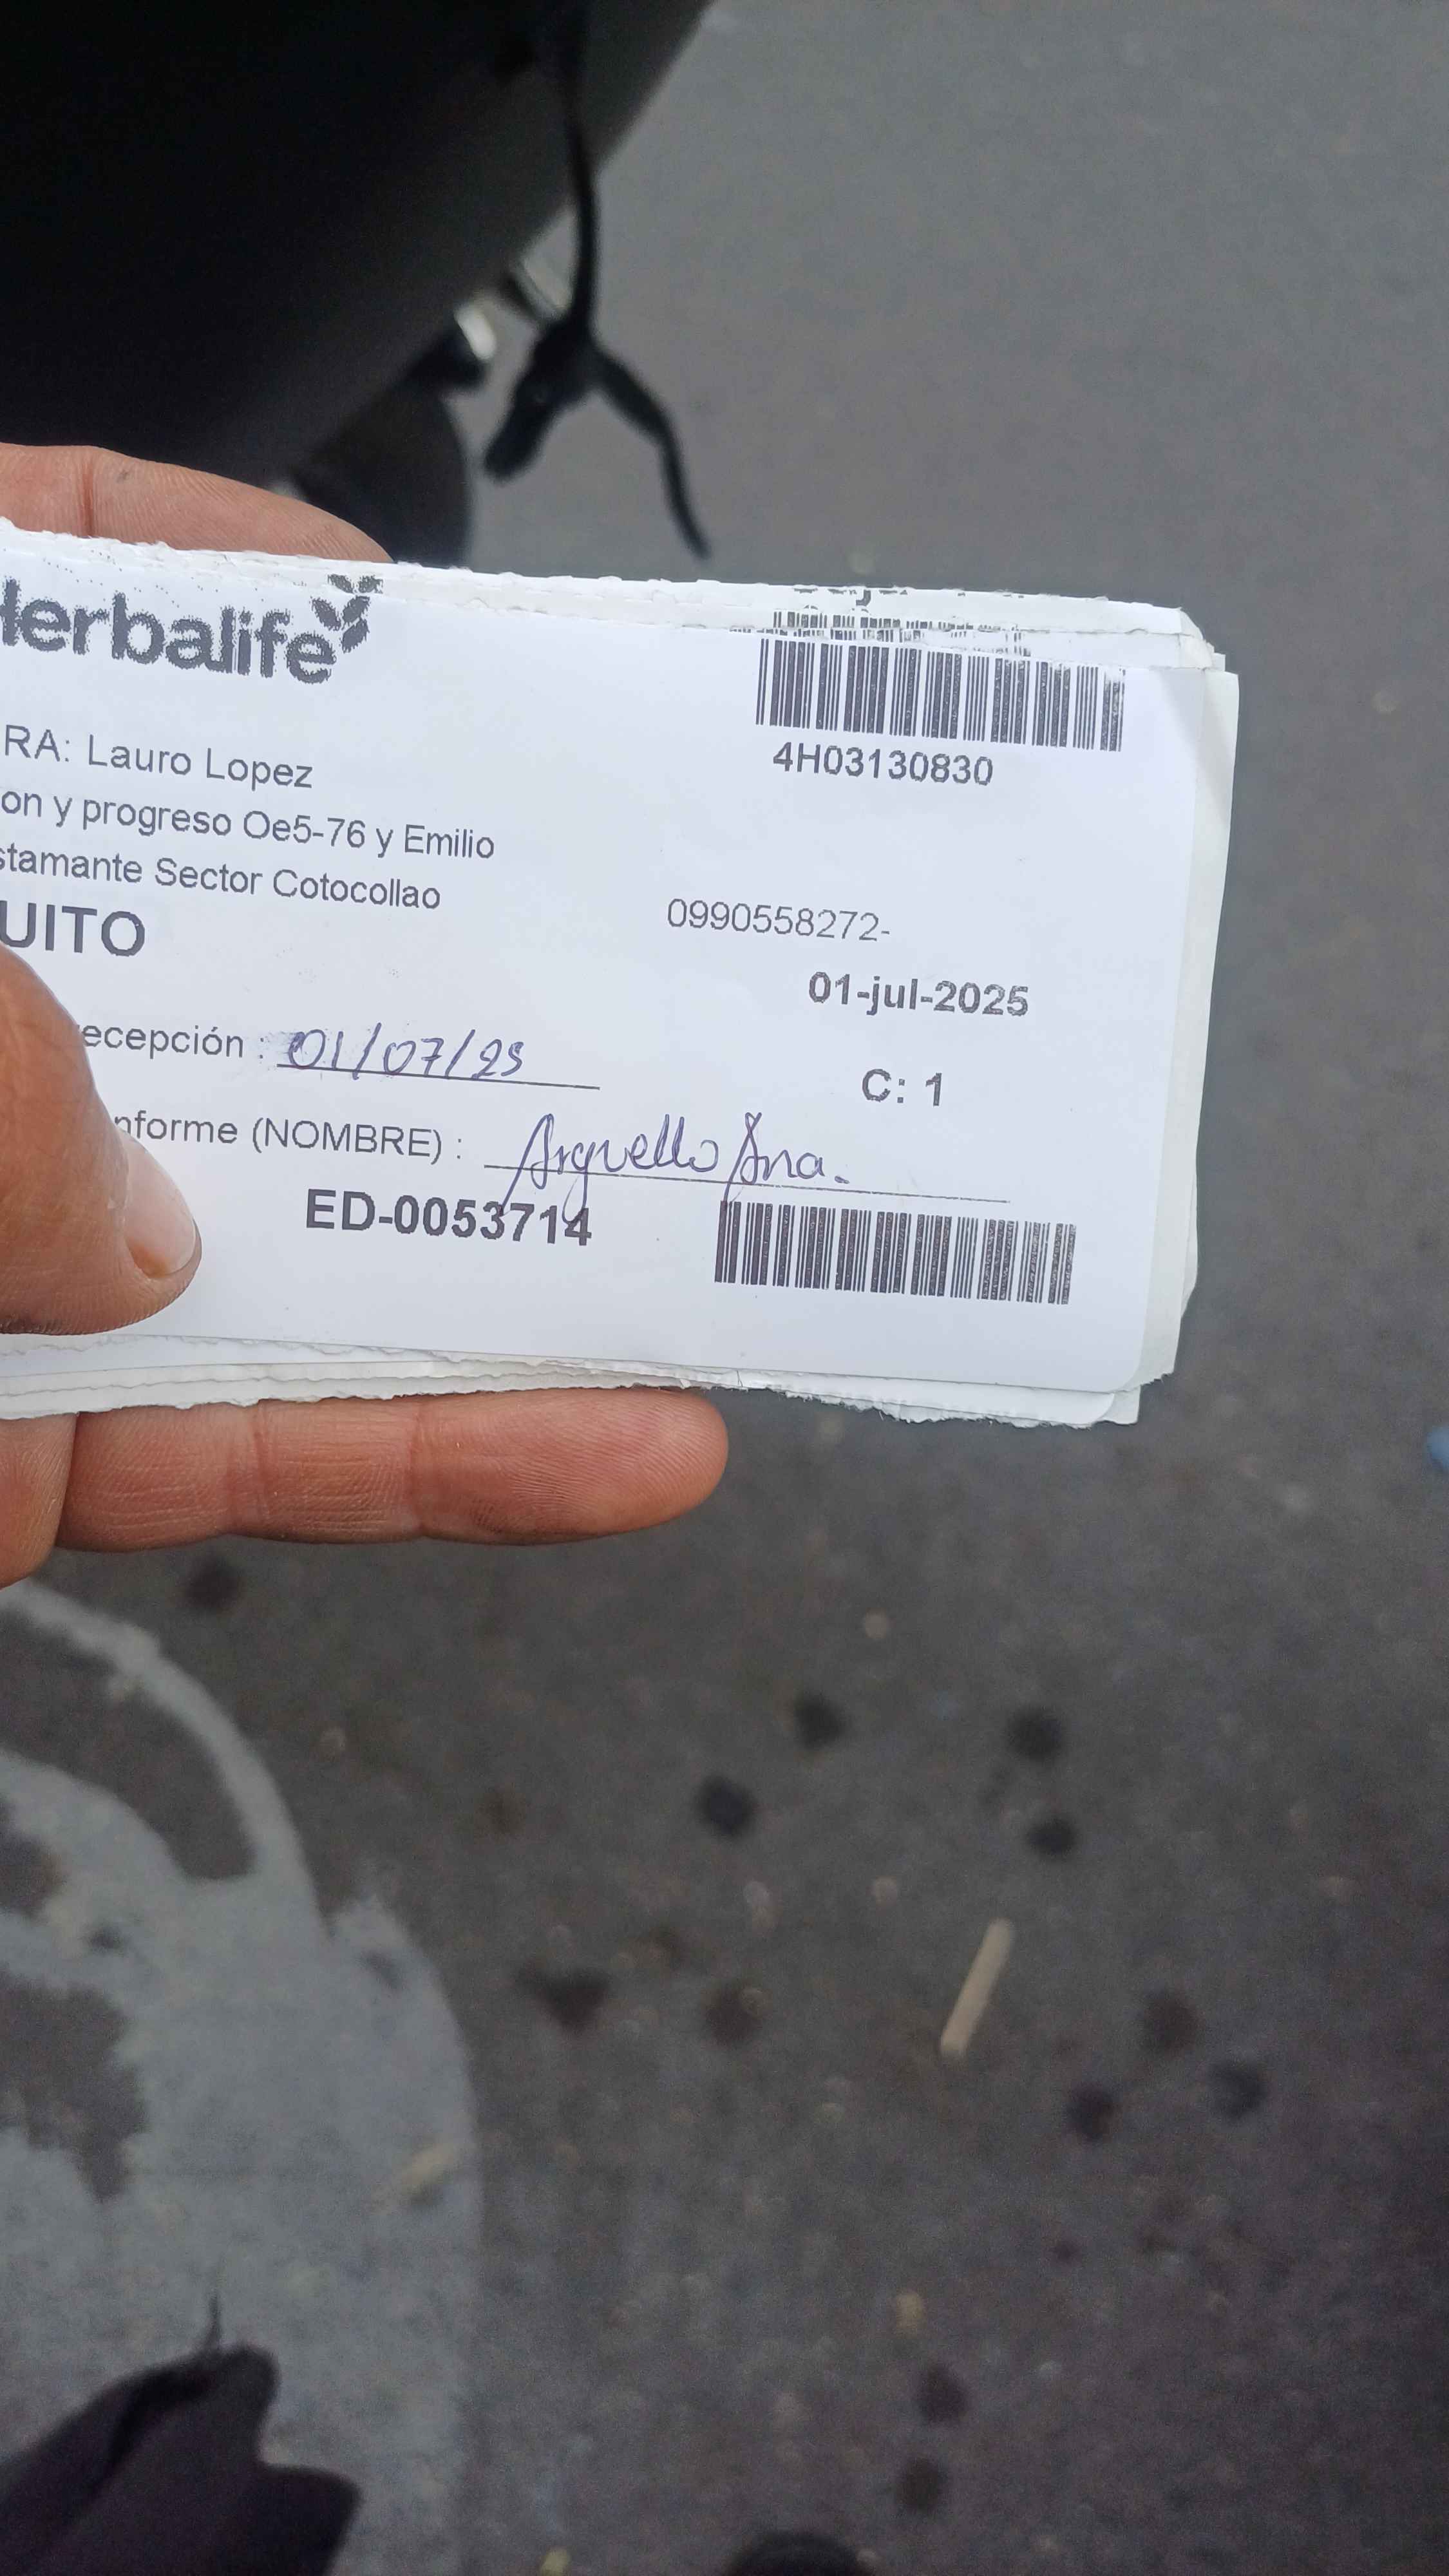 Herbalife
4H03130830
RA: Lauro Lopez
on y progreso Oe5-76 y Emilio
stamante Sector Cotocollao
UITO
0990558272-
01-jul-2025
ecepción : 01/07/25
C: 1
nforme (NOMBRE) : Arguello Ana.
ED-0053714